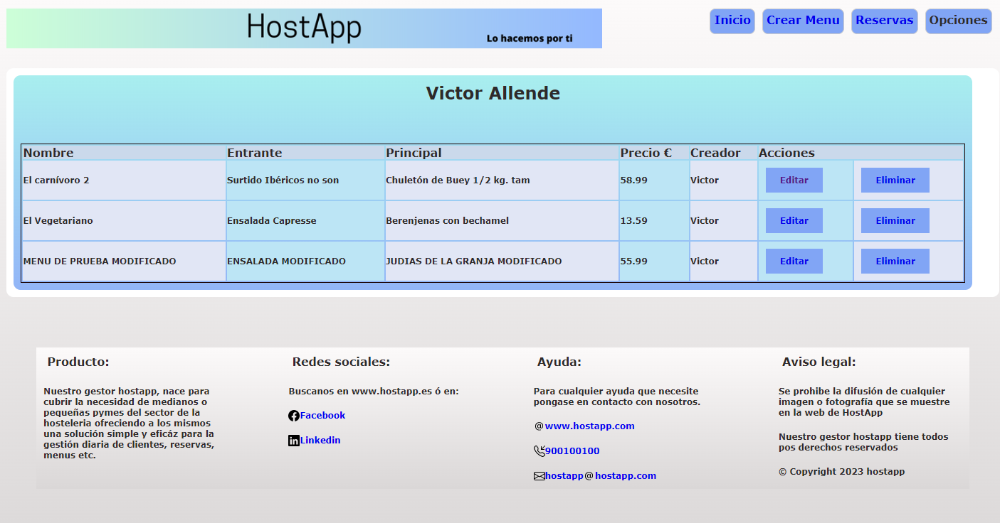 HostApp
Lo hacemos por ti
Inicio
Crear Menu
Reservas
Opciones
Victor Allende
Nombre Entrante Principal Precio € Creador Acciones
El carnívoro 2 Surtido Ibéricos no son Chuletón de Buey 1/2 kg. tam 58.99 Victor Editar Eliminar
El Vegetariano Ensalada Capresse Berenjenas con bechamel 13.59 Victor Editar Eliminar
MENU DE PRUEBA MODIFICADO ENSALADA MODIFICADO JUDIAS DE LA GRANJA MODIFICADO 55.99 Victor Editar Eliminar
Producto:
Nuestro gestor hostapp, nace para
cubrir la necesidad de medianos o
pequeñas pymes del sector de la
hosteleria ofreciendo a los mismos
una solución simple y eficáz para la
gestión diaria de clientes, reservas,
menus etc.
Redes sociales:
Buscanos en www.hostapp.es ó en:
Facebook
Linkedin
Ayuda:
Para cualquier ayuda que necesite
pongase en contacto con nosotros.
@www.hostapp.com
900100100
hostapp@hostapp.com
Aviso legal:
Se prohibe la difusión de cualquier
imagen o fotografía que se muestre
en la web de HostApp
Nuestro gestor hostapp tiene todos
pos derechos reservados
© Copyright 2023 hostapp